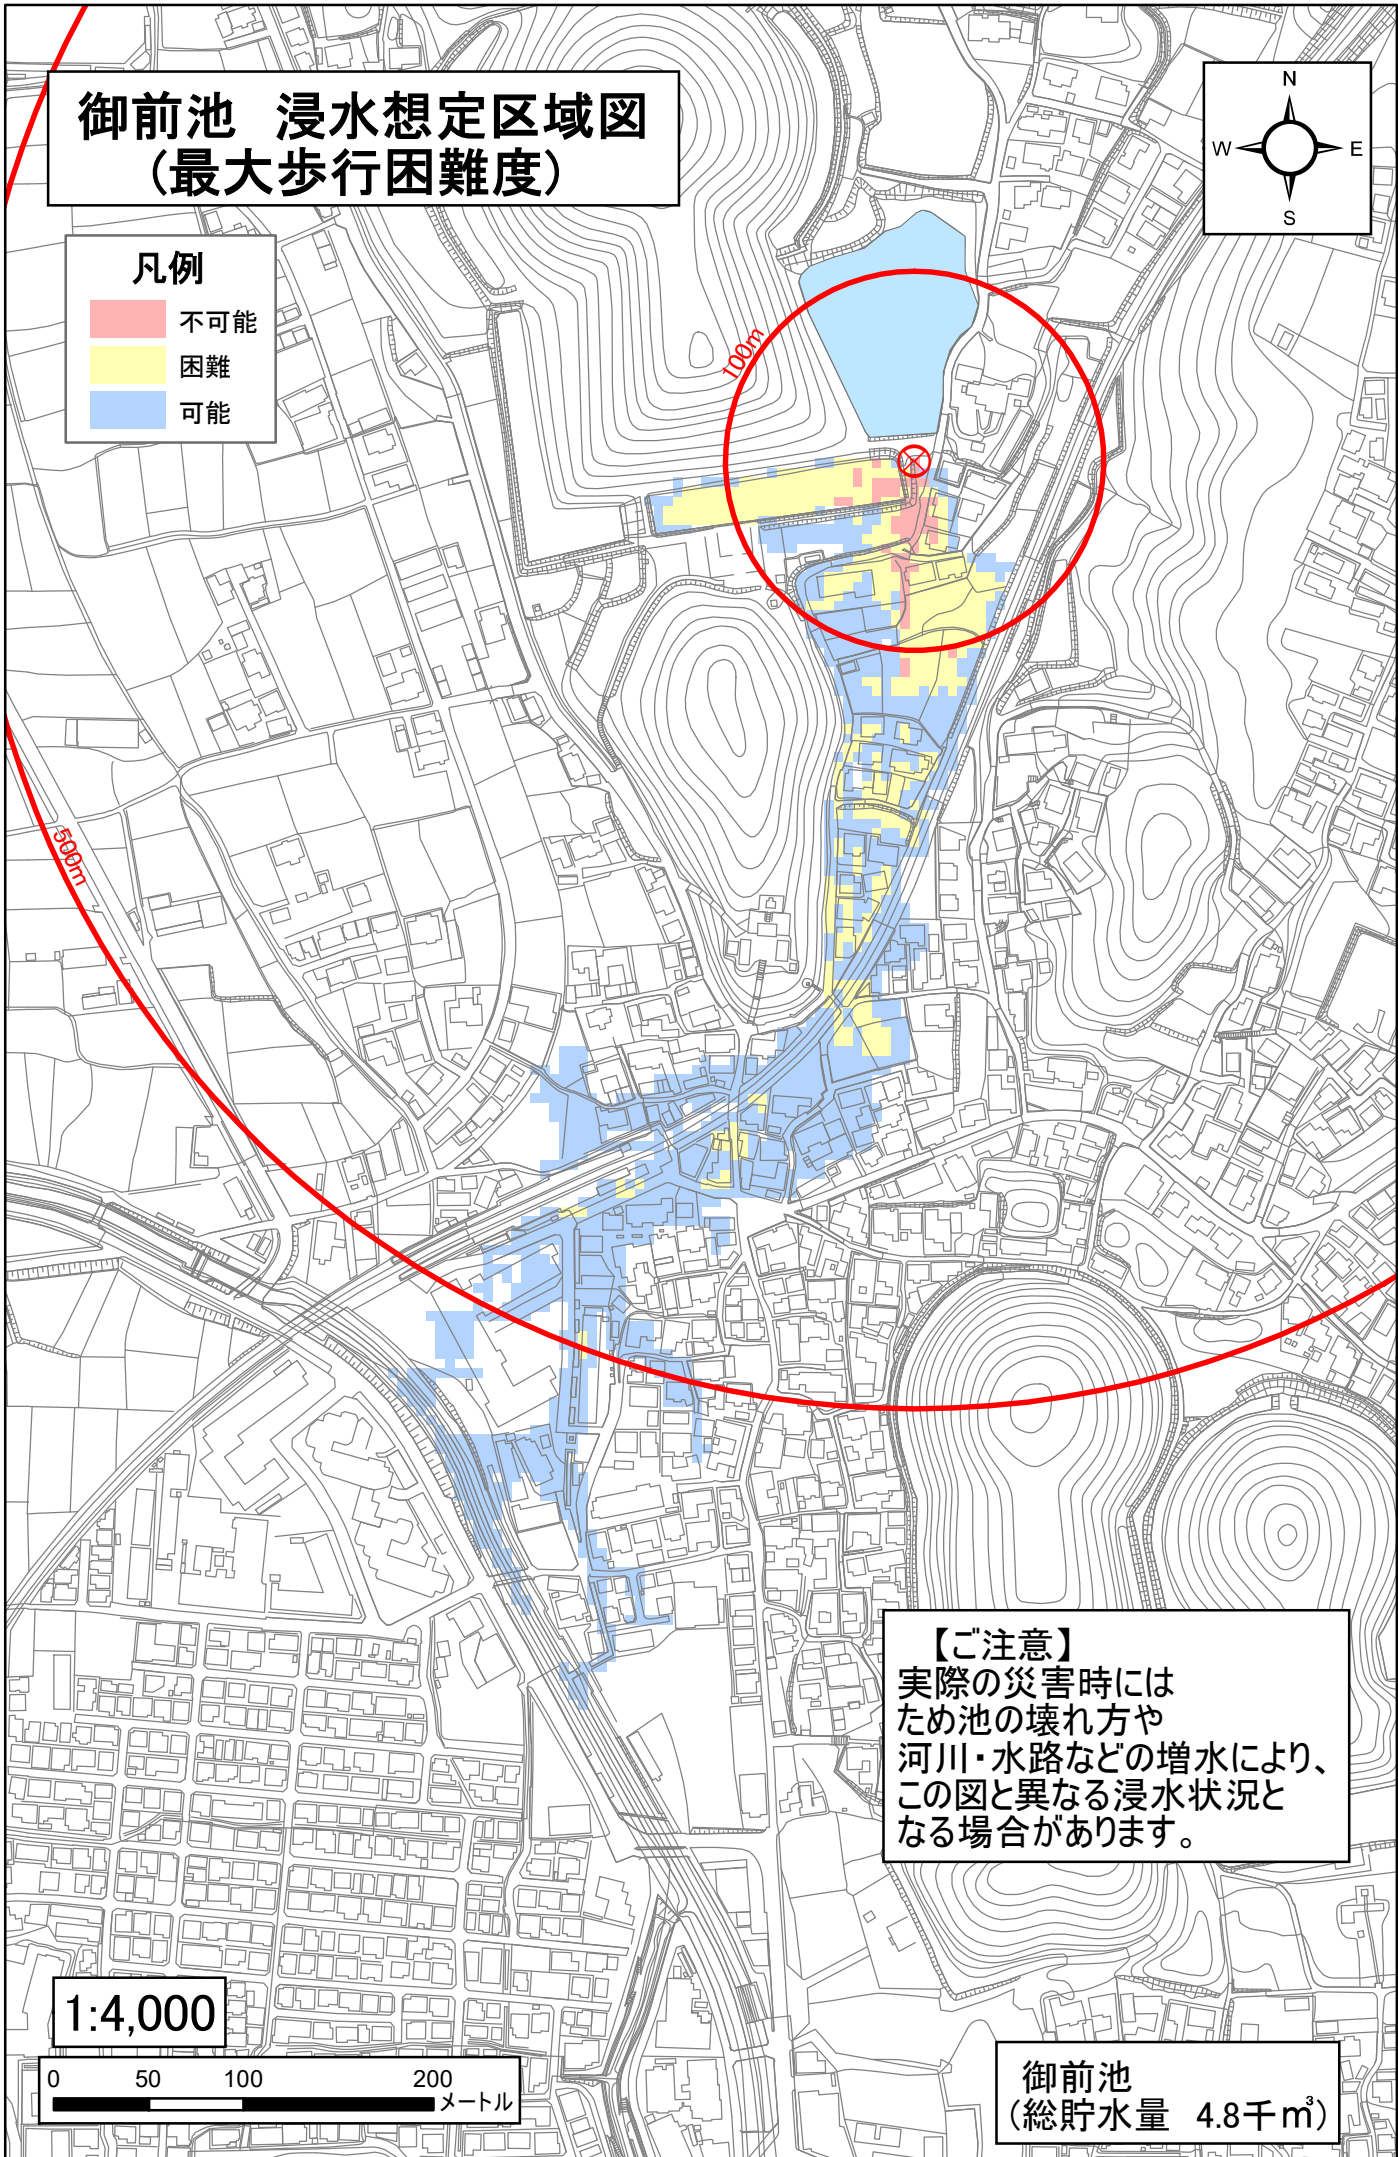 御前池　浸水想定区域図
(最大歩行困難度)
N
W
E
S
凡例
不可能
困難
可能
100m
500m
【ご注意】
実際の災害時には
ため池の壊れ方や
河川・水路などの増水により、
この図と異なる浸水状況と
なる場合があります。
1:4,000
0 50 100 200
メートル
御前池
(総貯水量　4.8千㎥)